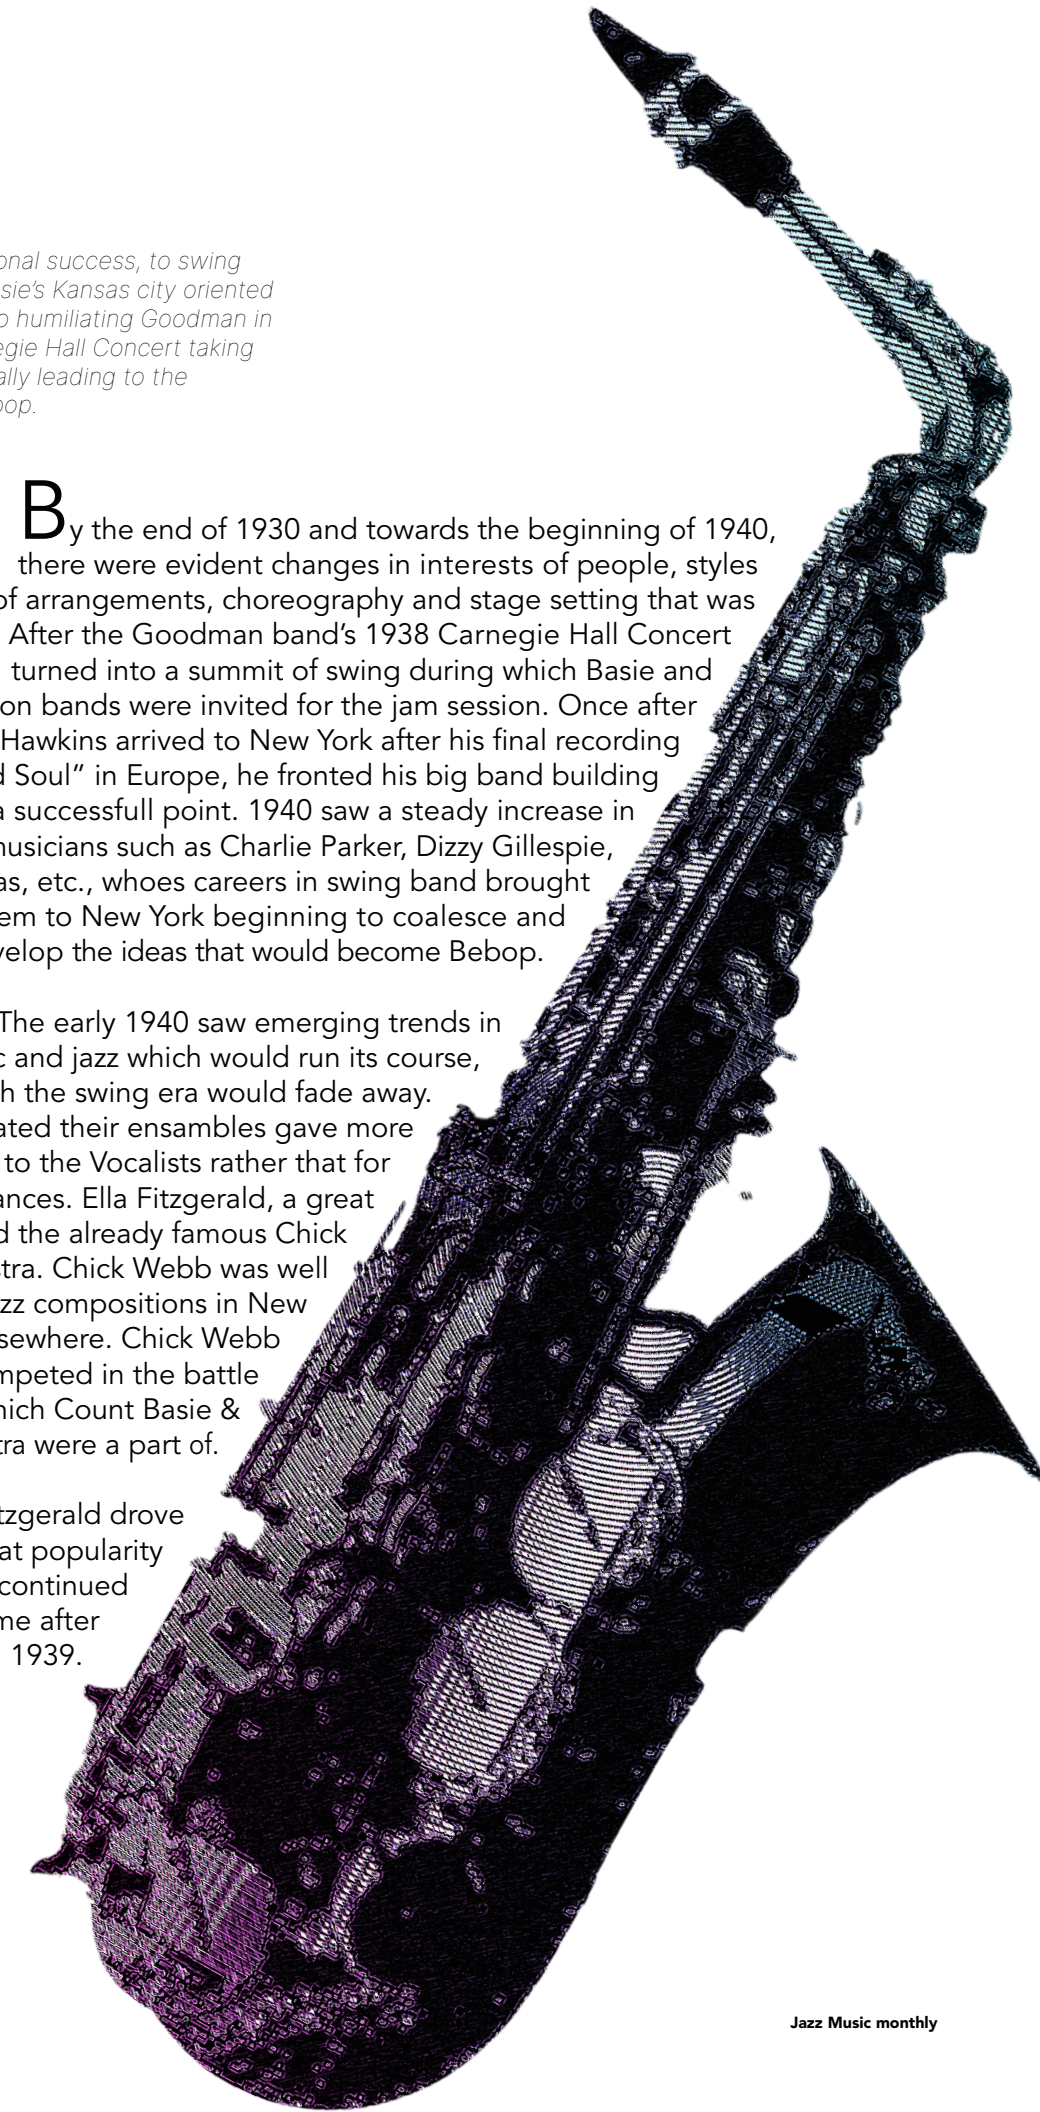 onal success, to swing
sie's Kansas city oriented
o humiliating Goodman in
egie Hall Concert taking
ally leading to the
bop.
By the end of 1930 and towards the beginning of 1940,
there were evident changes in interests of people, styles
of arrangements, choreography and stage setting that was
After the Goodman band's 1938 Carnegie Hall Concert
turned into a summit of swing during which Basie and
on bands were invited for the jam session. Once after
Hawkins arrived to New York after his final recording
d Soul” in Europe, he fronted his big band building
a successfull point. 1940 saw a steady increase in
musicians such as Charlie Parker, Dizzy Gillespie,
as, etc., whoes careers in swing band brought
em to New York beginning to coalesce and
velop the ideas that would become Bebop.
The early 1940 saw emerging trends in
c and jazz which would run its course,
h the swing era would fade away.
ated their ensambles gave more
to the Vocalists rather that for
ances. Ella Fitzgerald, a great
d the already famous Chick
stra. Chick Webb was well
zz compositions in New
sewhere. Chick Webb
mpeted in the battle
hich Count Basie &
tra were a part of.
tzgerald drove
at popularity
continued
me after
1939.
Jazz Music monthly